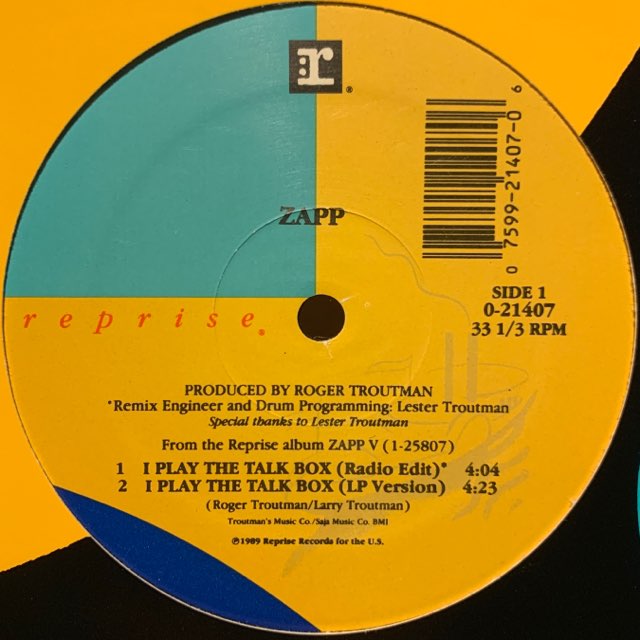 r®
ZAPP
0 7599-21407-0 6
SIDE 1
0-21407
33 1/3 RPM
reprise®
PRODUCED BY ROGER TROUTMAN
*Remix Engineer and Drum Programming: Lester Troutman
Special thanks to Lester Troutman
From the Reprise album ZAPP V (1-25807)
1 I PLAY THE TALK BOX (Radio Edit)* 4:04
2 I PLAY THE TALK BOX (LP Version) 4:23
(Roger Troutman/Larry Troutman)
Troutman's Music Co./Saja Music Co. BMI
℗1989 Reprise Records for the U.S.